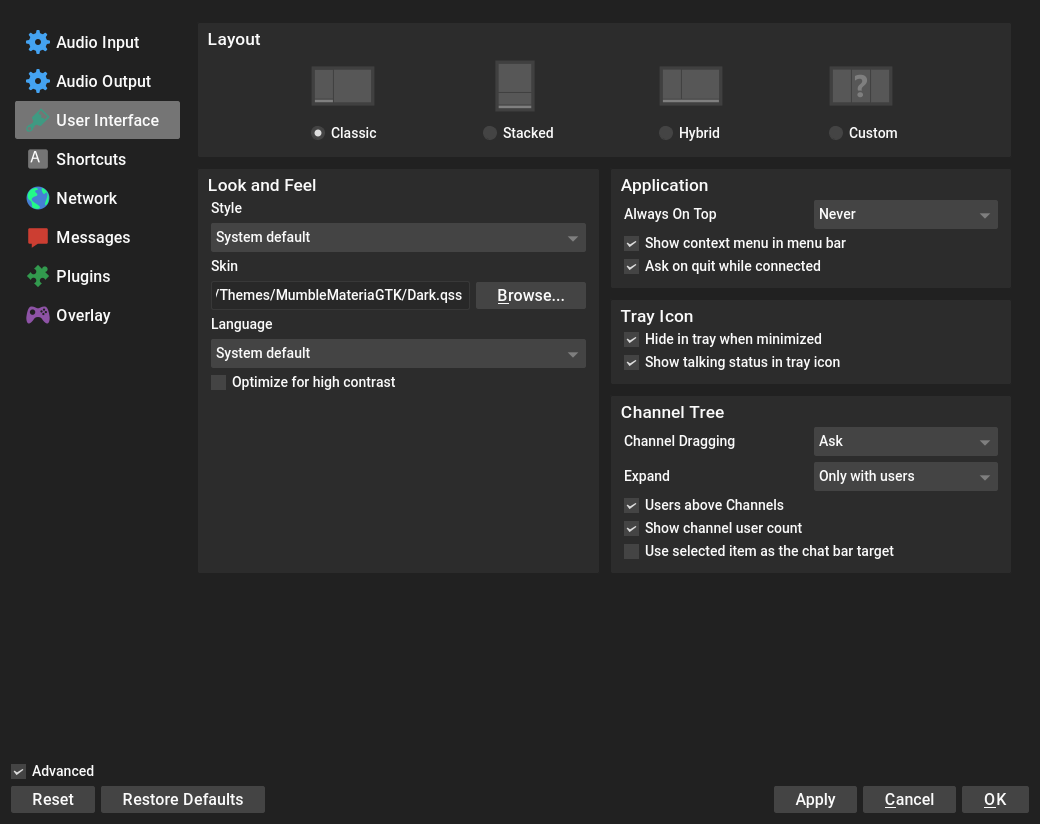 Audio Input
Audio Output
User Interface
A
Shortcuts
Network
Messages
Plugins
Overlay
Layout
?
Classic
Stacked
Hybrid
Custom
Look and Feel
Style
System default
Skin
/Themes/MumbleMateriaGTK/Dark.qss
Browse...
Language
System default
Optimize for high contrast
Application
Always On Top
Never
Show context menu in menu bar
Ask on quit while connected
Tray Icon
Hide in tray when minimized
Show talking status in tray icon
Channel Tree
Channel Dragging
Ask
Expand
Only with users
Users above Channels
Show channel user count
Use selected item as the chat bar target
Advanced
Reset
Restore Defaults
Apply
Cancel
OK